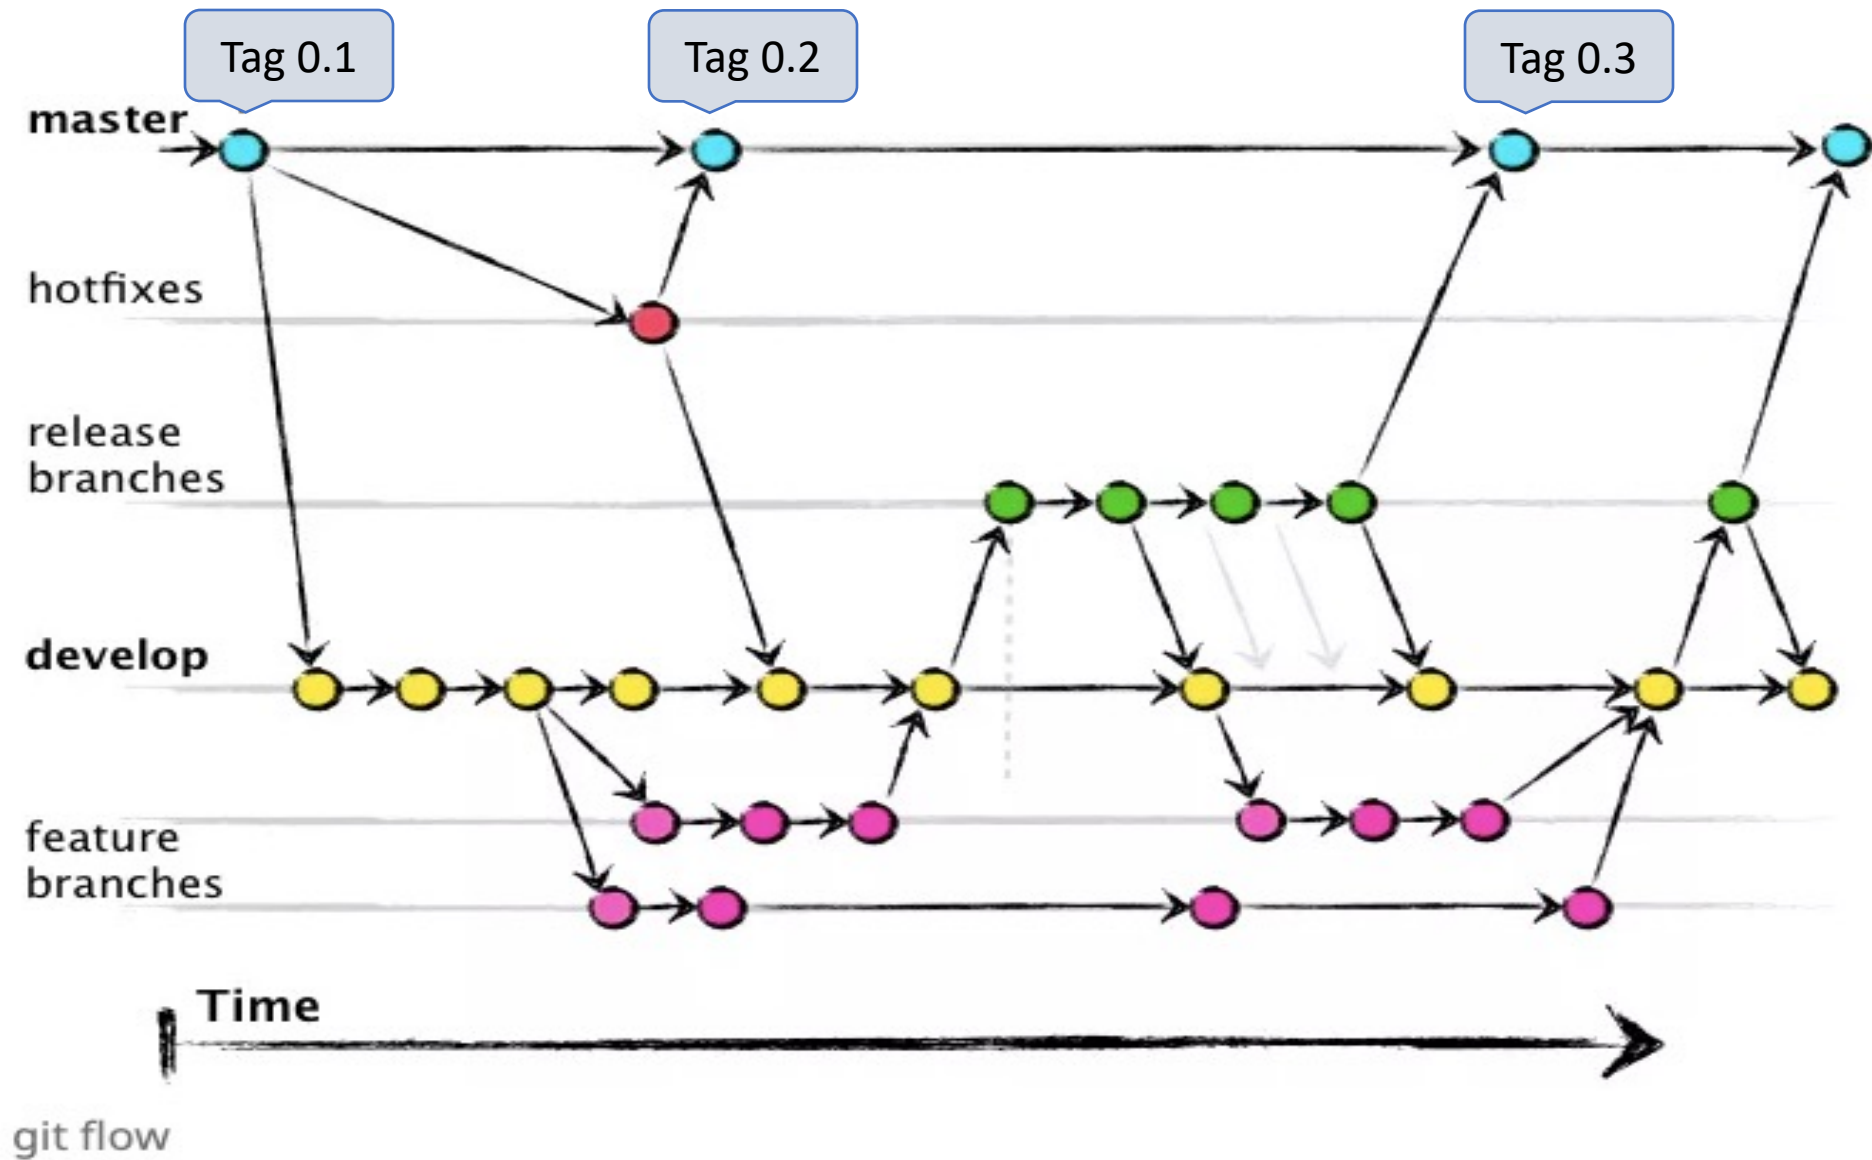 Tag 0.1
Tag 0.2
Tag 0.3
master
hotfixes
release
branches
develop
feature
branches
Time
git flow